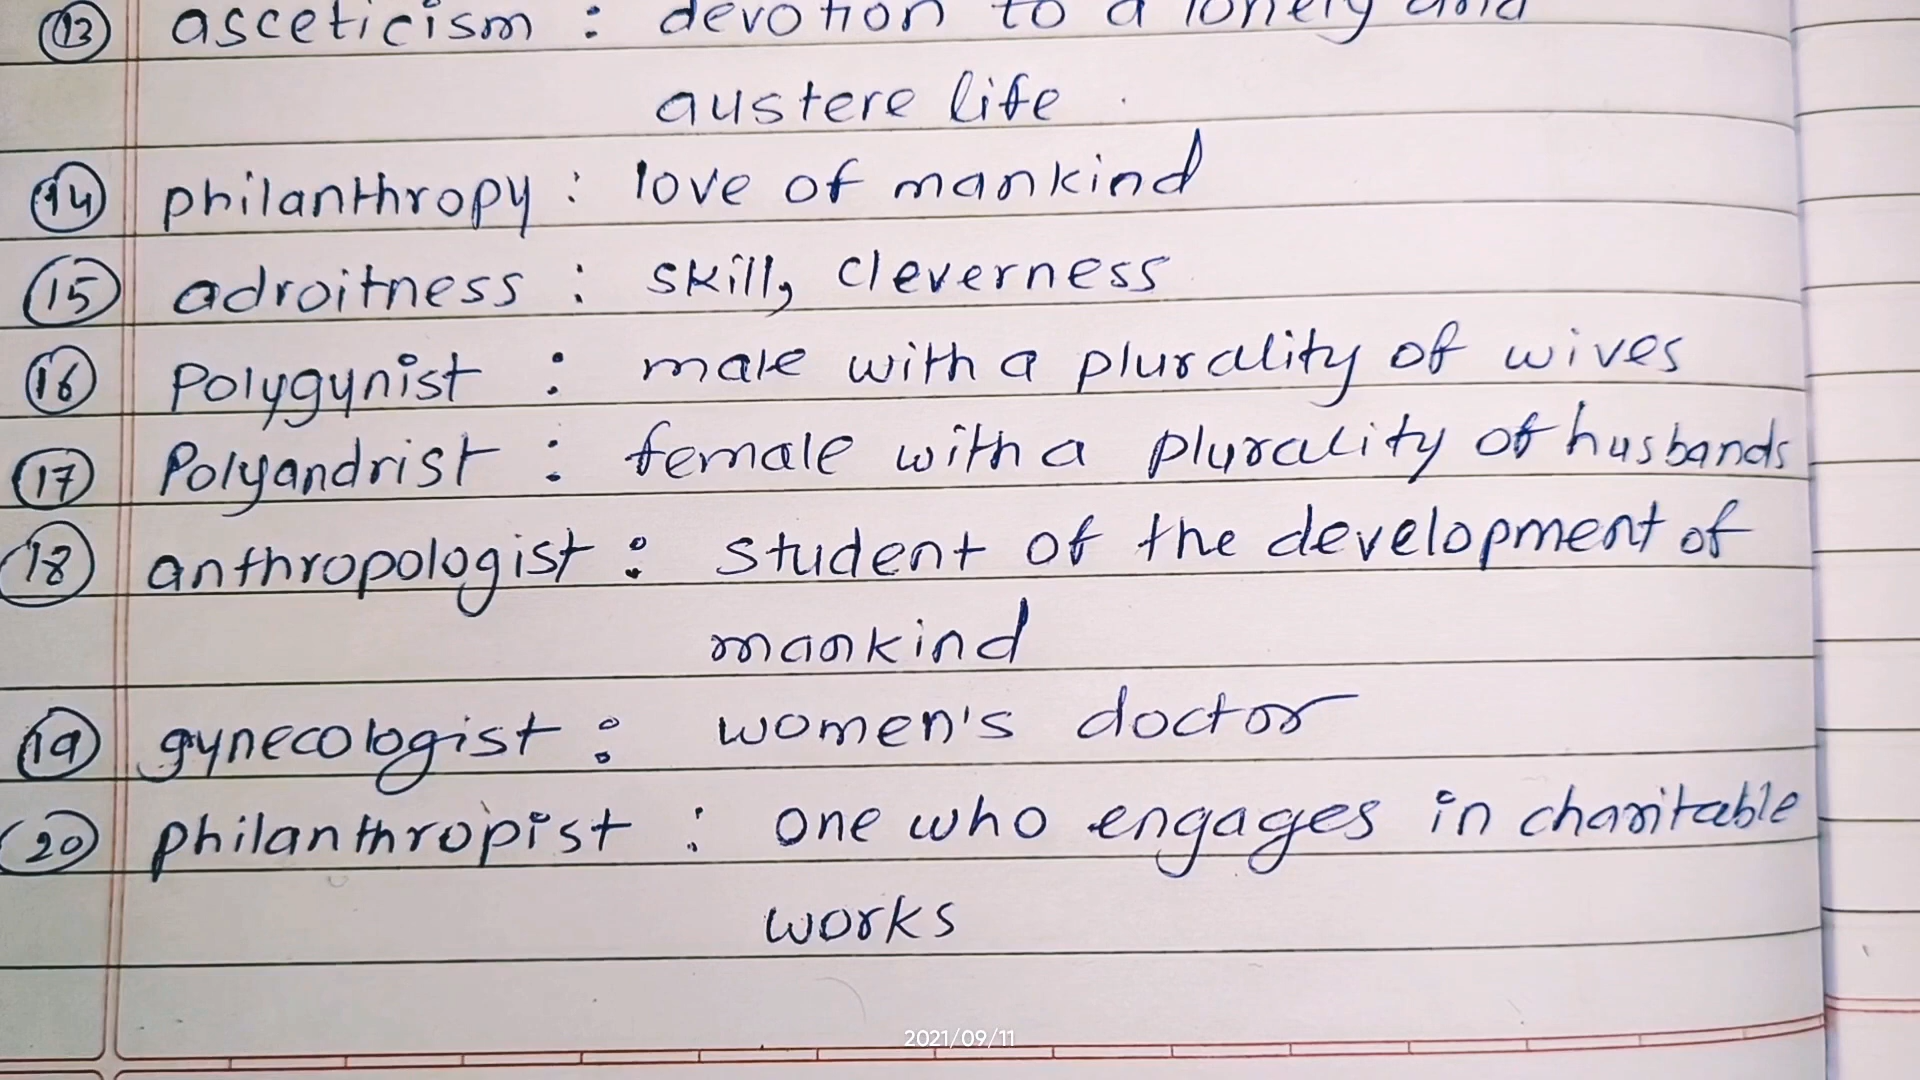 13 asceticism : devotion to a lonely and
austere life
14 philanthropy : love of mankind
15 adroitness : skill, cleverness
16 Polygynist : male with a plurality of wives
17 Polyandrist : female with a plurality of husbands
18 anthropologist : student of the development of
mankind
19 gynecologist : women's doctor
20 philanthropist : one who engages in charitable
works
2021/09/11